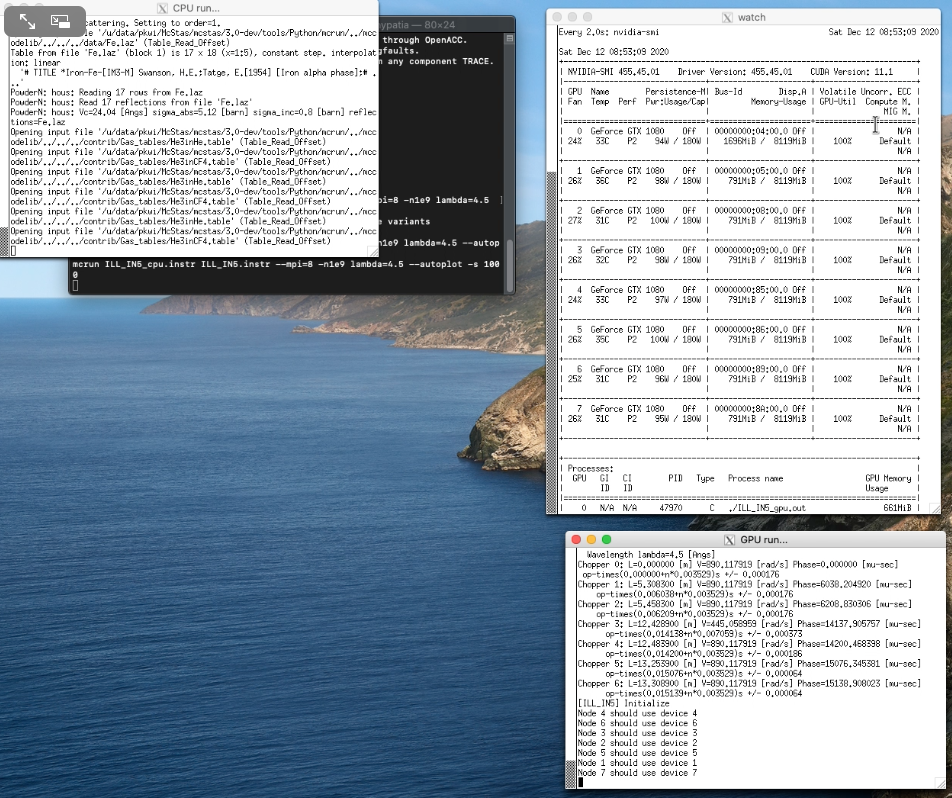 CPU run...
cattering. Setting to order=1.
Opening input file '/u/data/pkwi/McStas/mcstas/3.0-dev/tools/Python/mcrun/../mcc
odelib/../../../data/Fe.laz' (Table_Read_Offset)
Table from file 'Fe.laz' (block 1) is 17 x 18 (x=1:5), constant step. interpolat
ion: linear
'# TITLE *Iron-Fe-[IM3-M] Swanson, H.E.;Tatge, E.[1954] [Iron alpha phase];# .
..'
PowderN: hous: Reading 17 rows from Fe.laz
PowderN: hous: Read 17 reflections from file 'Fe.laz'
PowderN: hous: Vc=24.04 [Angs] sigma_abs=5.12 [barn] sigma_inc=0.8 [barn] reflec
tions=Fe.laz
Opening input file '/u/data/pkwi/McStas/mcstas/3.0-dev/tools/Python/mcrun/../mcc
odelib/../../../contrib/Gas_tables/He3inHe.table' (Table_Read_Offset)
Opening input file '/u/data/pkwi/McStas/mcstas/3.0-dev/tools/Python/mcrun/../mcc
odelib/../../../contrib/Gas_tables/He3inCF4.table' (Table_Read_Offset)
Opening input file '/u/data/pkwi/McStas/mcstas/3.0-dev/tools/Python/mcrun/../mcc
odelib/../../../contrib/Gas_tables/He3inHe.table' (Table_Read_Offset)
Opening input file '/u/data/pkwi/McStas/mcstas/3.0-dev/tools/Python/mcrun/../mcc
odelib/../../../contrib/Gas_tables/He3inCF4.table' (Table_Read_Offset)
Opening input file '/u/data/pkwi/McStas/mcstas/3.0-dev/tools/Python/mcrun/../mcc
odelib/../../../contrib/Gas_tables/He3inHe.table' (Table_Read_Offset)
Opening input file '/u/data/pkwi/McStas/mcstas/3.0-dev/tools/Python/mcrun/../mcc
odelib/../../../contrib/Gas_tables/He3inCF4.table' (Table_Read_Offset)
ypatia — 80×24
through OpenACC.
gfaults.
n any component TRACE.
pi=8 -n1e9 lambda=4.5
e variants
n1e9 lambda=4.5 --autop
mcrun ILL_IN5_cpu.instr ILL_IN5.instr --mpi=8 -n1e9 lambda=4.5 --autoplot -s 100
0
watch
Every 2.0s: nvidia-smi Sat Dec 12 08:53:09 2020
Sat Dec 12 08:53:09 2020
| NVIDIA-SMI 455.45.01 Driver Version: 455.45.01 CUDA Version: 11.1 |
| GPU Name Persistence-M| Bus-Id Disp.A | Volatile Uncorr. ECC
| Fan Temp Perf Pwr:Usage/Cap| Memory-Usage | GPU-Util Compute M.
| | | MIG M.
| 0 GeForce GTX 1080 Off | 00000000:04:00.0 Off | N/A
| 24% 33C P2 94W / 180W | 1696MiB / 8119MiB | 100% Default
| | | N/A
| 1 GeForce GTX 1080 Off | 00000000:05:00.0 Off | N/A
| 26% 36C P2 98W / 180W | 791MiB / 8119MiB | 100% Default
| | | N/A
| 2 GeForce GTX 1080 Off | 00000000:08:00.0 Off | N/A
| 27% 31C P2 100W / 180W | 791MiB / 8119MiB | 100% Default
| | | N/A
| 3 GeForce GTX 1080 Off | 00000000:09:00.0 Off | N/A
| 26% 32C P2 98W / 180W | 791MiB / 8119MiB | 100% Default
| | | N/A
| 4 GeForce GTX 1080 Off | 00000000:85:00.0 Off | N/A
| 24% 33C P2 97W / 180W | 791MiB / 8119MiB | 100% Default
| | | N/A
| 5 GeForce GTX 1080 Off | 00000000:86:00.0 Off | N/A
| 26% 35C P2 100W / 180W | 791MiB / 8119MiB | 100% Default
| | | N/A
| 6 GeForce GTX 1080 Off | 00000000:89:00.0 Off | N/A
| 25% 31C P2 96W / 180W | 791MiB / 8119MiB | 100% Default
| | | N/A
| 7 GeForce GTX 1080 Off | 00000000:8A:00.0 Off | N/A
| 26% 31C P2 95W / 180W | 791MiB / 8119MiB | 100% Default
| | | N/A
| Processes:
| GPU GI CI PID Type Process name GPU Memory
| ID ID Usage
| 0 N/A N/A 47970 C ./ILL_IN5_gpu.out 661MiB
GPU run...
Wavelength lambda=4.5 [Angs]
Chopper 0: L=0.000000 [m] V=890.117919 [rad/s] Phase=0.000000 [mu-sec]
op-times(0.000000+n*0.003529)s +/- 0.000176
Chopper 1: L=5.308300 [m] V=890.117919 [rad/s] Phase=6038.204920 [mu-sec]
op-times(0.006038+n*0.003529)s +/- 0.000176
Chopper 2: L=5.458300 [m] V=890.117919 [rad/s] Phase=6208.830306 [mu-sec]
op-times(0.006209+n*0.003529)s +/- 0.000176
Chopper 3: L=12.428900 [m] V=445.058959 [rad/s] Phase=14137.905757 [mu-sec]
op-times(0.014138+n*0.007059)s +/- 0.000373
Chopper 4: L=12.483900 [m] V=890.117919 [rad/s] Phase=14200.468398 [mu-sec]
op-times(0.014200+n*0.003529)s +/- 0.000186
Chopper 5: L=13.253900 [m] V=890.117919 [rad/s] Phase=15076.345381 [mu-sec]
op-times(0.015076+n*0.003529)s +/- 0.000064
Chopper 6: L=13.308900 [m] V=890.117919 [rad/s] Phase=15138.908023 [mu-sec]
op-times(0.015139+n*0.003529)s +/- 0.000064
[ILL_IN5] Initialize
Node 4 should use device 4
Node 6 should use device 6
Node 3 should use device 3
Node 2 should use device 2
Node 5 should use device 5
Node 1 should use device 1
Node 7 should use device 7